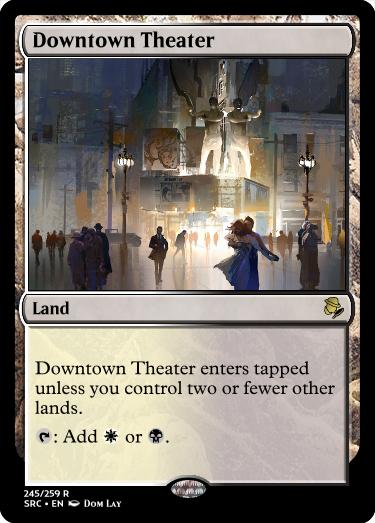 Downtown Theater
Land
Downtown Theater enters tapped
unless you control two or fewer other
lands.
: Add or .
245/259 R
SRC • EN Dom Lay